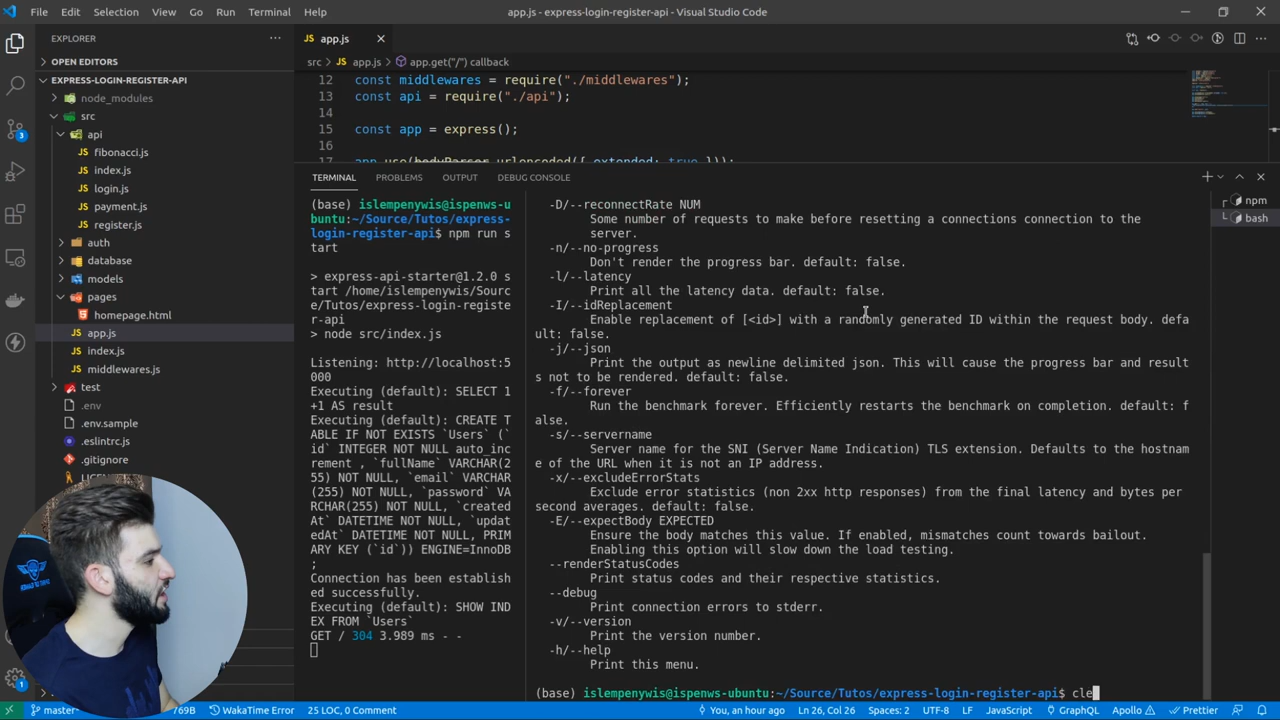 File Edit Selection View Go Run Terminal Help
app.js - express-login-register-api - Visual Studio Code
EXPLORER
OPEN EDITORS
EXPRESS-LOGIN-REGISTER-API
node_modules
src
api
fibonacci.js
index.js
login.js
payment.js
register.js
auth
database
models
pages
homepage.html
app.js
index.js
middlewares.js
test
.env
.env.sample
.eslintrc.js
.gitignore
app.js
src > app.js > app.get("/") callback
12 const middlewares = require("./middlewares");
13 const api = require("./api");
14
15 const app = express();
16
17 app.use(bodyParser.urlencoded({ extended: true }));
TERMINAL PROBLEMS OUTPUT DEBUG CONSOLE
(base) islempenywis@ispenws-u
buntu:~/Source/Tutos/express-
login-register-api$ npm run s
tart
> express-api-starter@1.2.0 s
tart /home/islempenywis/Sourc
e/Tutos/express-login-registe
r-api
> node src/index.js
Listening: http://localhost:5
000
Executing (default): SELECT 1
+1 AS result
Executing (default): CREATE T
ABLE IF NOT EXISTS `Users` (`
id` INTEGER NOT NULL auto_inc
rement , `fullName` VARCHAR(2
55) NOT NULL, `email` VARCHAR
(255) NOT NULL, `password` VA
RCHAR(255) NOT NULL, `created
At` DATETIME NOT NULL, `updat
edAt` DATETIME NOT NULL, PRIM
ARY KEY (`id`)) ENGINE=InnoDB
;
Connection has been establish
ed successfully.
Executing (default): SHOW IND
EX FROM `Users`
GET / 304 3.989 ms - -
-D/--reconnectRate NUM
Some number of requests to make before resetting a connections connection to the
server.
-n/--no-progress
Don't render the progress bar. default: false.
-l/--latency
Print all the latency data. default: false.
-I/--idReplacement
Enable replacement of [<id>] with a randomly generated ID within the request body. defa
ult: false.
-j/--json
Print the output as newline delimited json. This will cause the progress bar and result
s not to be rendered. default: false.
-f/--forever
Run the benchmark forever. Efficiently restarts the benchmark on completion. default: f
alse.
-s/--servername
Server name for the SNI (Server Name Indication) TLS extension. Defaults to the hostnam
e of the URL when it is not an IP address.
-x/--excludeErrorStats
Exclude error statistics (non 2xx http responses) from the final latency and bytes per
second averages. default: false.
-E/--expectBody EXPECTED
Ensure the body matches this value. If enabled, mismatches count towards bailout.
Enabling this option will slow down the load testing.
--renderStatusCodes
Print status codes and their respective statistics.
--debug
Print connection errors to stderr.
-v/--version
Print the version number.
-h/--help
Print this menu.
(base) islempenywis@ispenws-ubuntu:~/Source/Tutos/express-login-register-api$ cle
npm
bash
3
1
master- 769B WakaTime Error You, an hour ago Ln 26, Col 26 Spaces: 2 UTF-8 LF JavaScript GraphQL Apollo Prettier